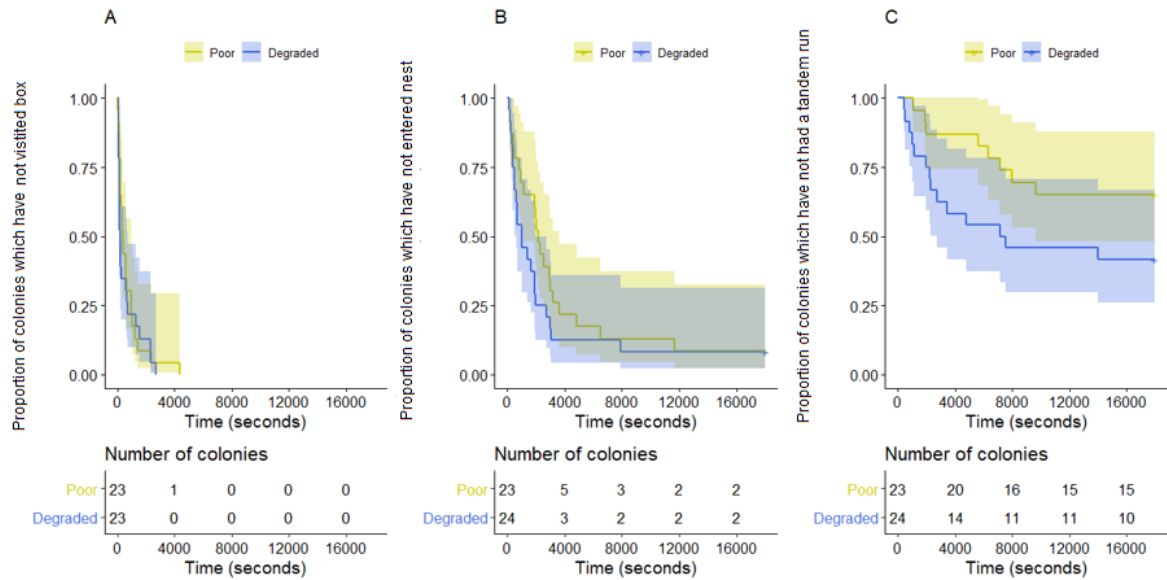 A
Poor Degraded
Proportion of colonies which have not vistited box
1.00
0.75
0.50
0.25
0.00
0 4000 8000 12000 16000
Time (seconds)
Number of colonies
Poor 23 1 0 0 0
Degraded 23 0 0 0 0
0 4000 8000 12000 16000
Time (seconds)
B
Poor Degraded
Proportion of colonies which have not entered nest
1.00
0.75
0.50
0.25
0.00
0 4000 8000 12000 16000
Time (seconds)
Number of colonies
Poor 23 5 3 2 2
Degraded 24 3 2 2 2
0 4000 8000 12000 16000
Time (seconds)
C
Poor Degraded
Proportion of colonies which have not had a tandem run
1.00
0.75
0.50
0.25
0.00
0 4000 8000 12000 16000
Time (seconds)
Number of colonies
Poor 23 20 16 15 15
Degraded 24 14 11 11 10
0 4000 8000 12000 16000
Time (seconds)